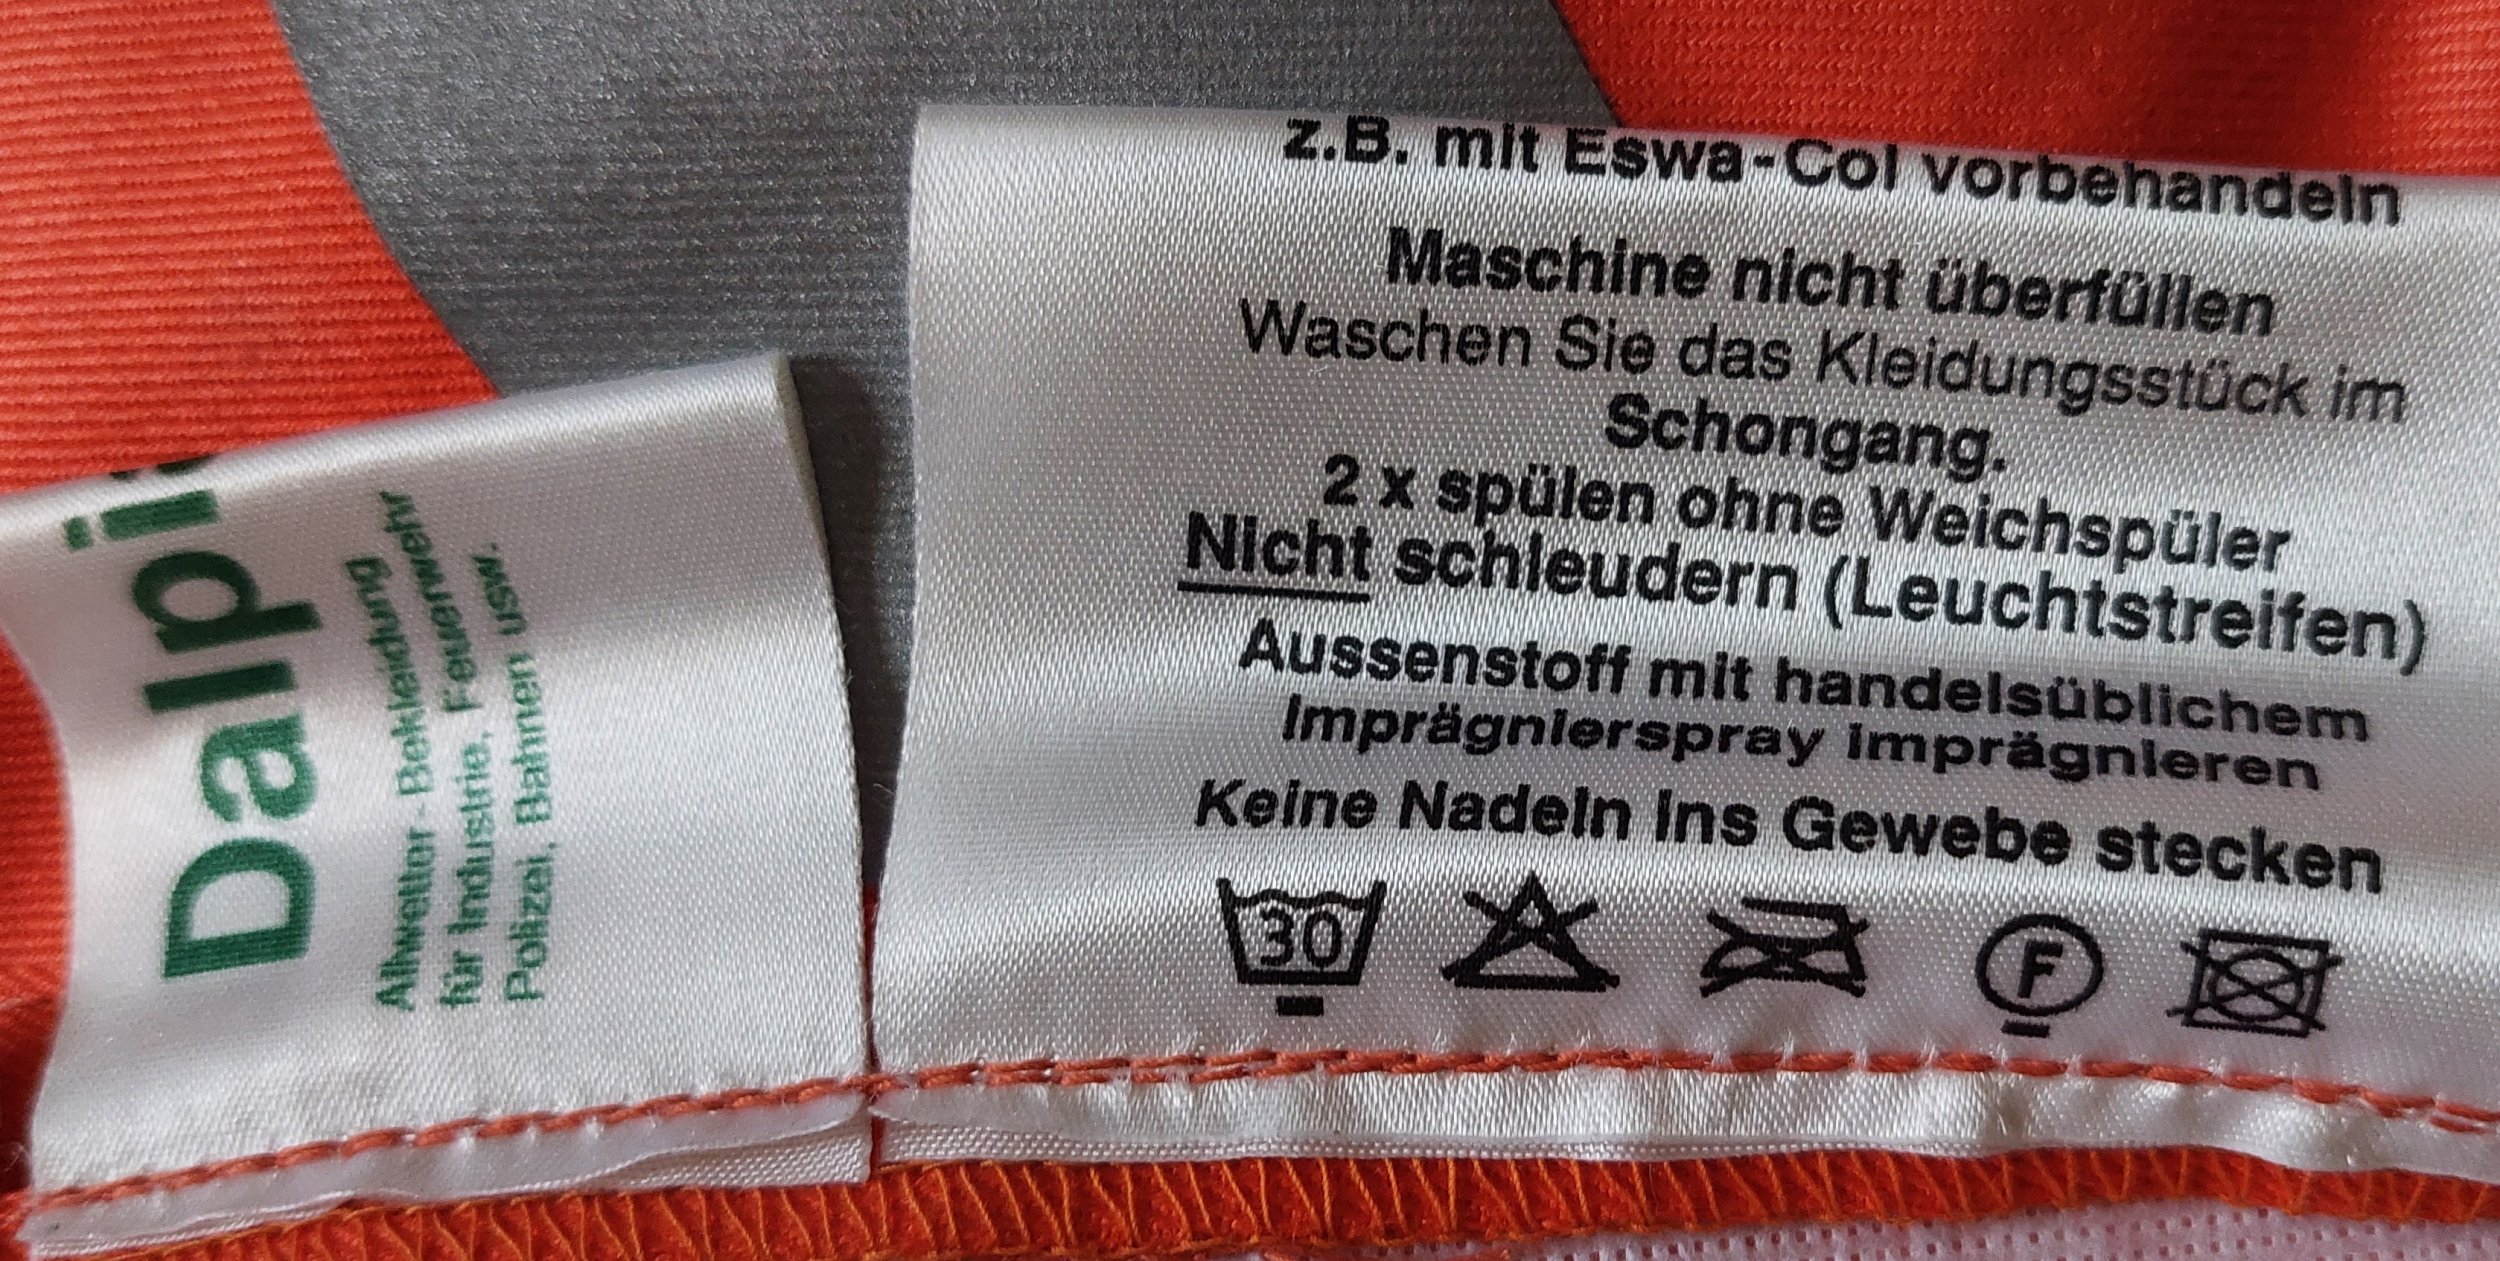 Dalpi
Allwetter-Bekleidung
für Industrie, Feuerwehr
Polizei, Bahnen usw.
z.B. mit Eswa-Col vorbehandeln
Maschine nicht überfüllen
Waschen Sie das Kleidungsstück im
Schongang.
2 x spülen ohne Weichspüler
Nicht schleudern (Leuchtstreifen)
Aussenstoff mit handelsüblichem
Imprägnierspray imprägnieren
Keine Nadeln ins Gewebe stecken
30 F